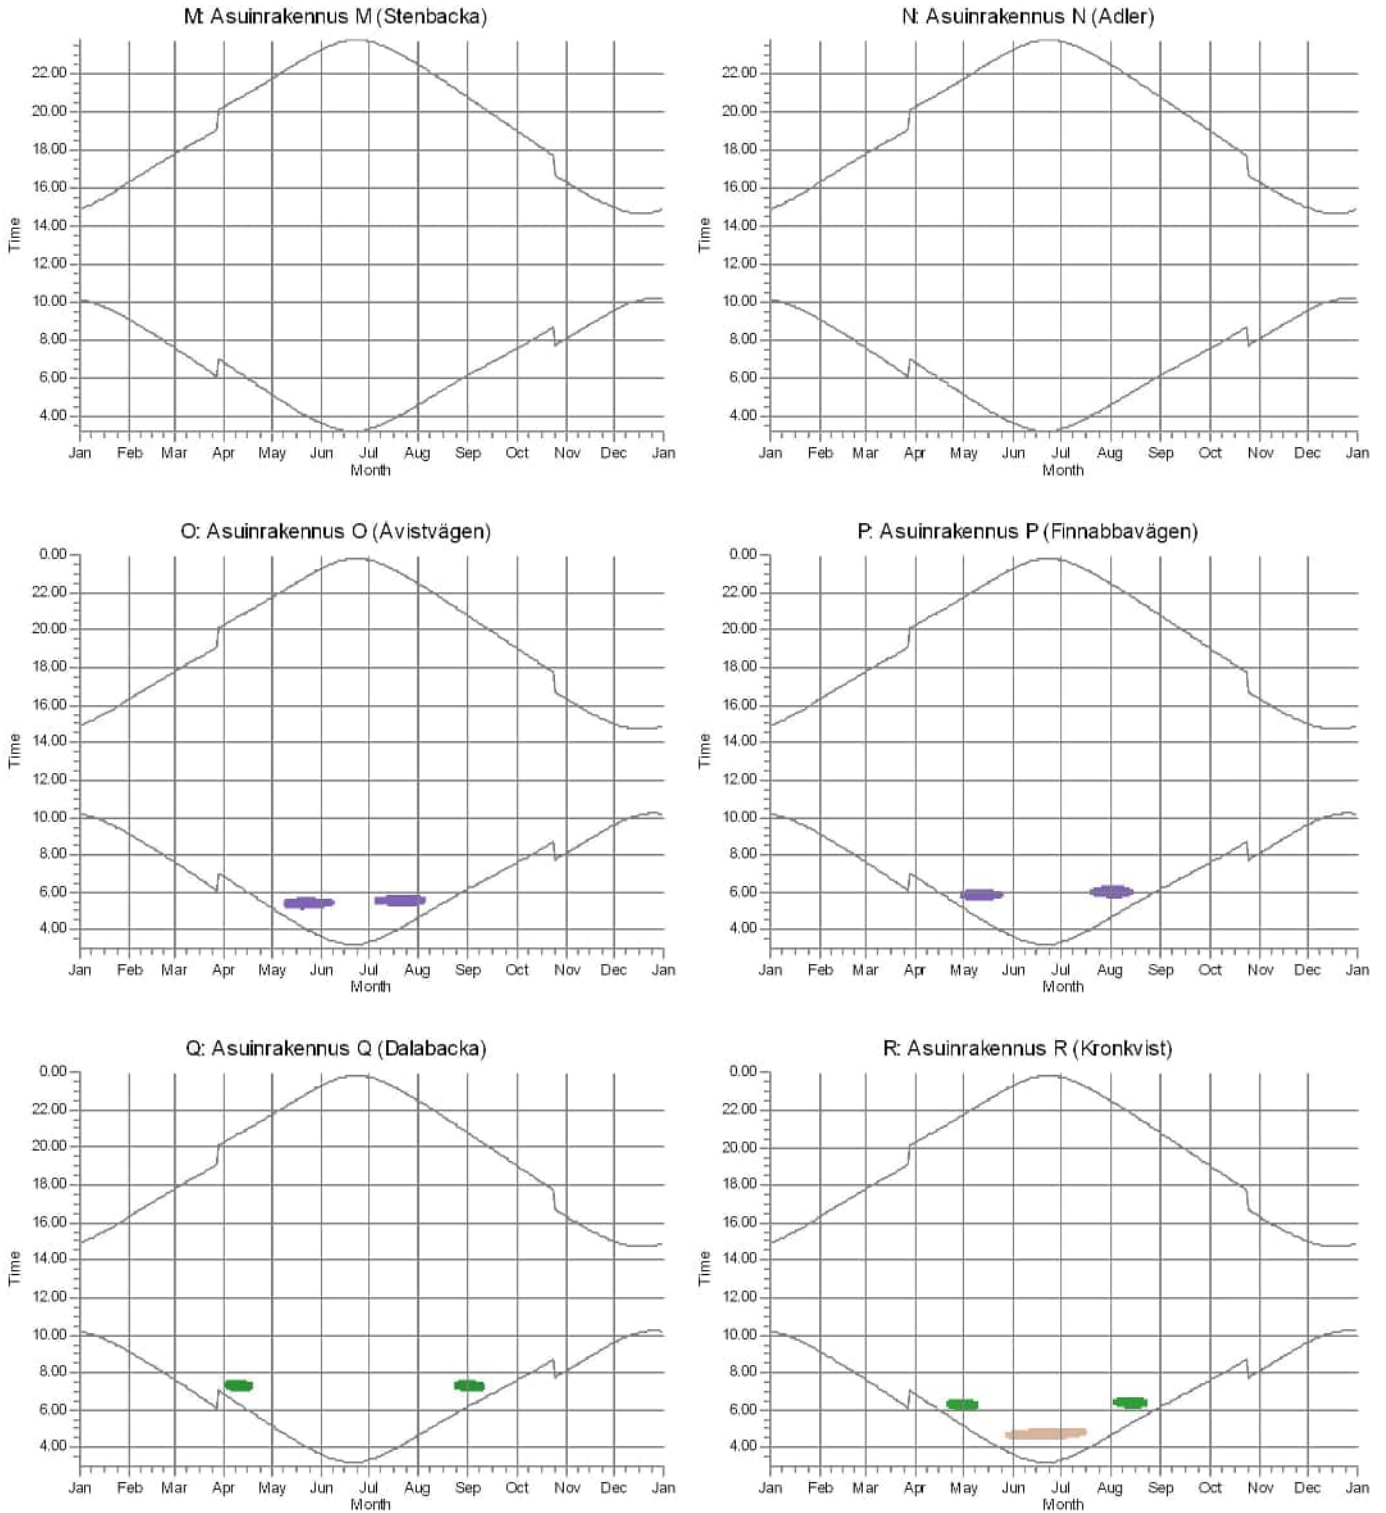 M: Asuinrakennus M (Stenbacka)
22.00
20.00
18.00
16.00
14.00
12.00
10.00
8.00
6.00
4.00
Time
Jan Feb Mar Apr May Jun Jul Aug Sep Oct Nov Dec Jan
Month
N: Asuinrakennus N (Adler)
22.00
20.00
18.00
16.00
14.00
12.00
10.00
8.00
6.00
4.00
Time
Jan Feb Mar Apr May Jun Jul Aug Sep Oct Nov Dec Jan
Month
O: Asuinrakennus O (Åvistvägen)
0.00
22.00
20.00
18.00
16.00
14.00
12.00
10.00
8.00
6.00
4.00
Time
Jan Feb Mar Apr May Jun Jul Aug Sep Oct Nov Dec Jan
Month
P: Asuinrakennus P (Finnabbavägen)
0.00
22.00
20.00
18.00
16.00
14.00
12.00
10.00
8.00
6.00
4.00
Time
Jan Feb Mar Apr May Jun Jul Aug Sep Oct Nov Dec Jan
Month
Q: Asuinrakennus Q (Dalabacka)
0.00
22.00
20.00
18.00
16.00
14.00
12.00
10.00
8.00
6.00
4.00
Time
Jan Feb Mar Apr May Jun Jul Aug Sep Oct Nov Dec Jan
Month
R: Asuinrakennus R (Kronkvist)
0.00
22.00
20.00
18.00
16.00
14.00
12.00
10.00
8.00
6.00
4.00
Time
Jan Feb Mar Apr May Jun Jul Aug Sep Oct Nov Dec Jan
Month